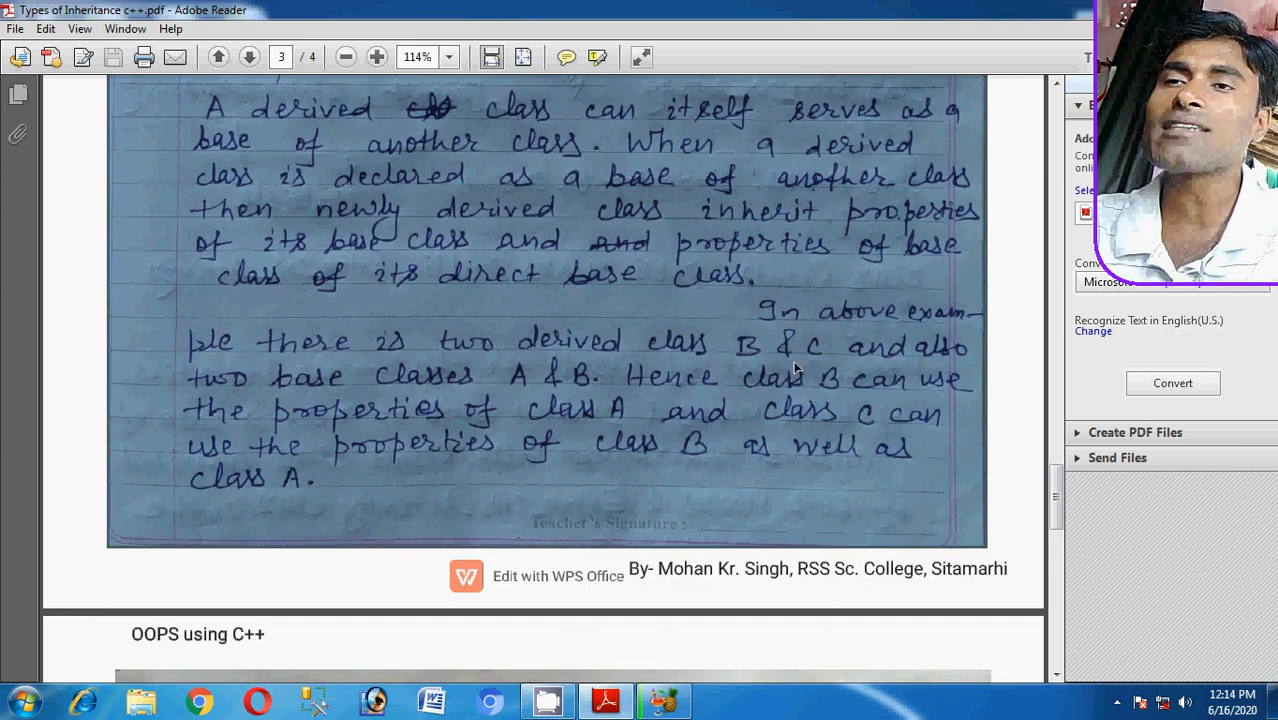 Types of Inheritance c++.pdf - Adobe Reader
File Edit View Window Help
3 / 4 114%
A derived class can itself serves as a
base of another class. When a derived
class is declared as a base of another class
then newly derived class inherit properties
of its base class and and properties of base
class of its direct base class.
In above exam-
ple there is two derived class B & C and also
two base classes A & B. Hence class B can use
the properties of class A and class C can
use the properties of class B as well as
class A.
Teacher's Signature :
Edit with WPS Office
By- Mohan Kr. Singh, RSS Sc. College, Sitamarhi
OOPS using C++
Recognize Text in English(U.S.)
Change
Convert
Create PDF Files
Send Files
12:14 PM
6/16/2020